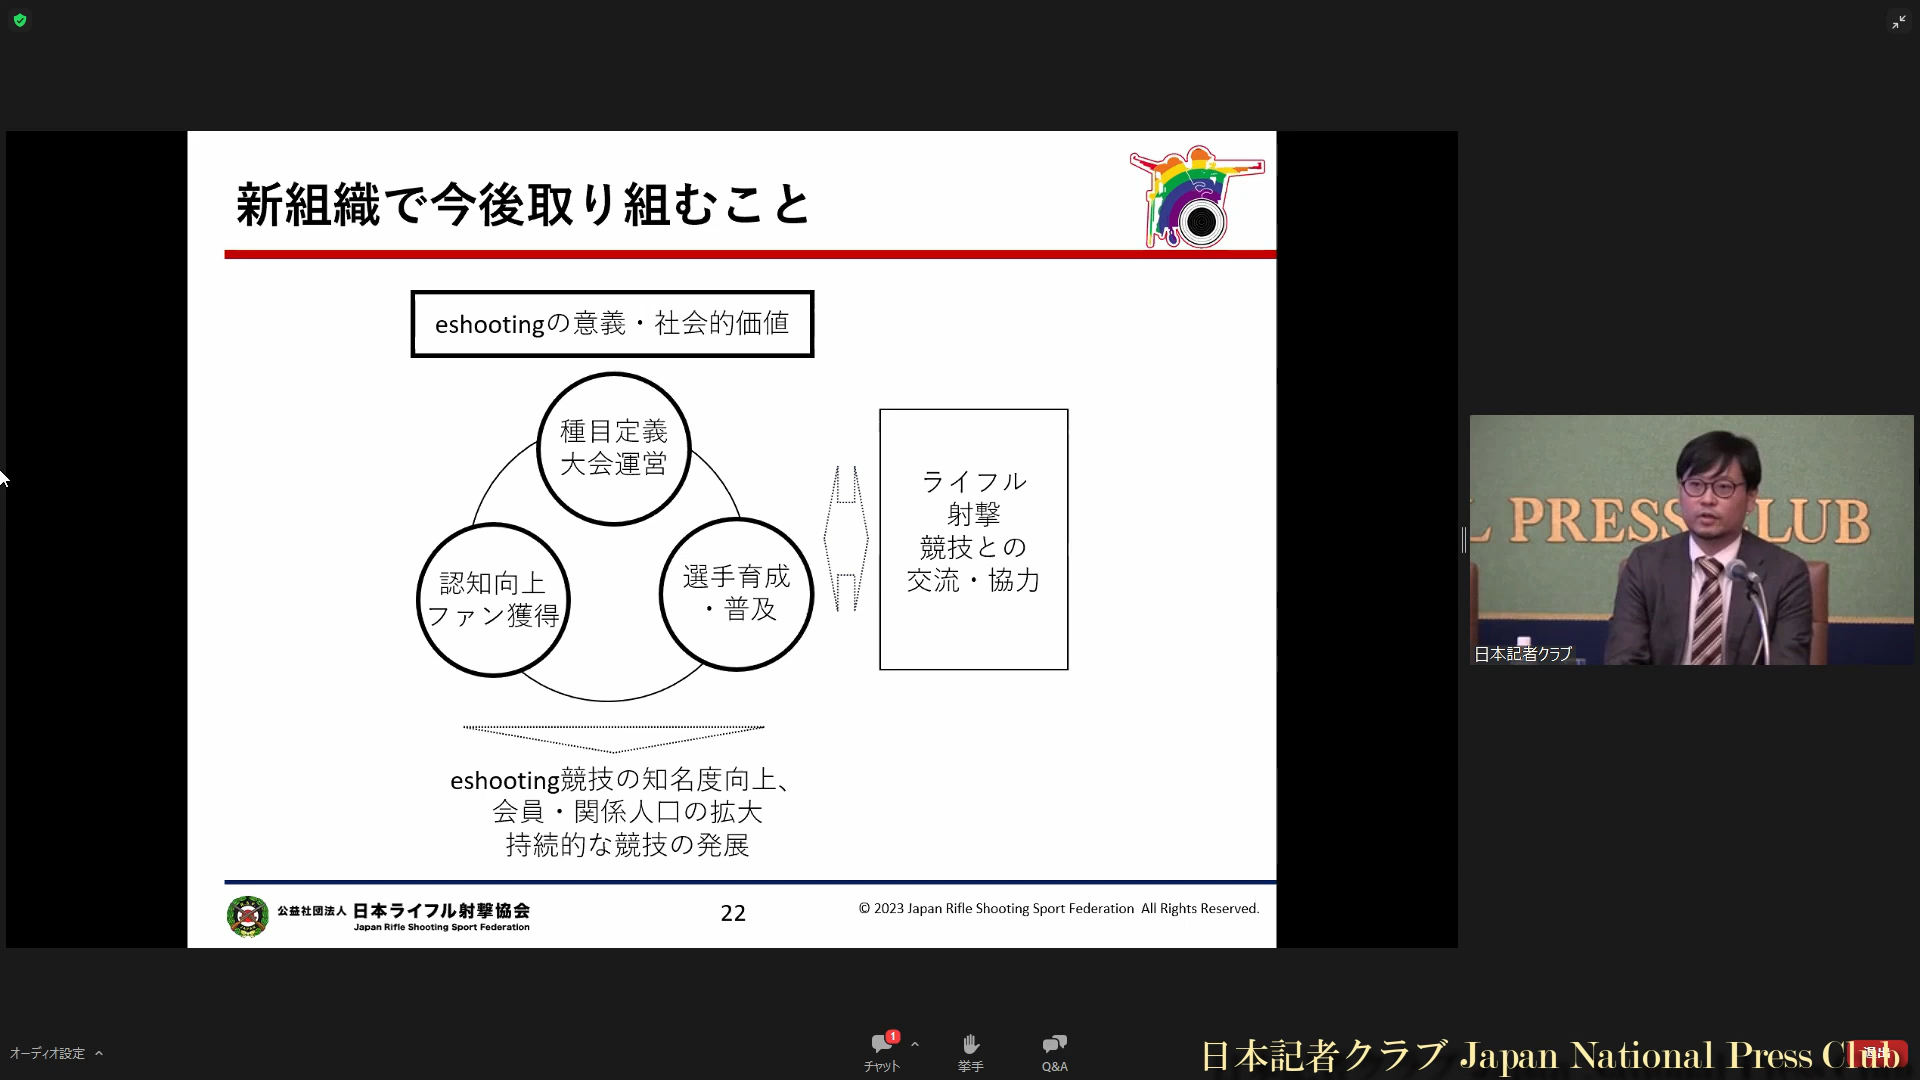 新組織で今後取り組むこと
eshootingの意義・社会的価値
種目定義
大会運営
認知向上
ファン獲得
選手育成
・普及
ライフル
射撃
競技との
交流・協力
eshooting競技の知名度向上、
会員・関係人口の拡大
持続的な競技の発展
公益社団法人 日本ライフル射撃協会
Japan Rifle Shooting Sport Federation
22
© 2023 Japan Rifle Shooting Sport Federation All Rights Reserved.
PRESS CLUB
日本記者クラブ
オーディオ設定
1
チャット
挙手
Q&A
日本記者クラブ Japan National Press Club
退出